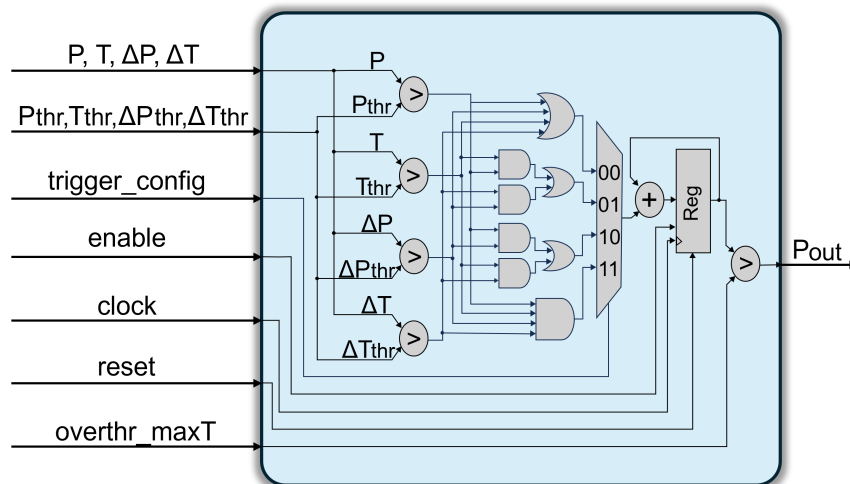 P, T, ΔP, ΔT
Pthr,Tthr,ΔPthr,ΔTthr
trigger_config
enable
clock
reset
overthr_maxT
P
>
Pthr
T
>
Tthr
ΔP
>
ΔPthr
ΔT
>
ΔTthr
00
01
10
11
+
Reg
>
Pout